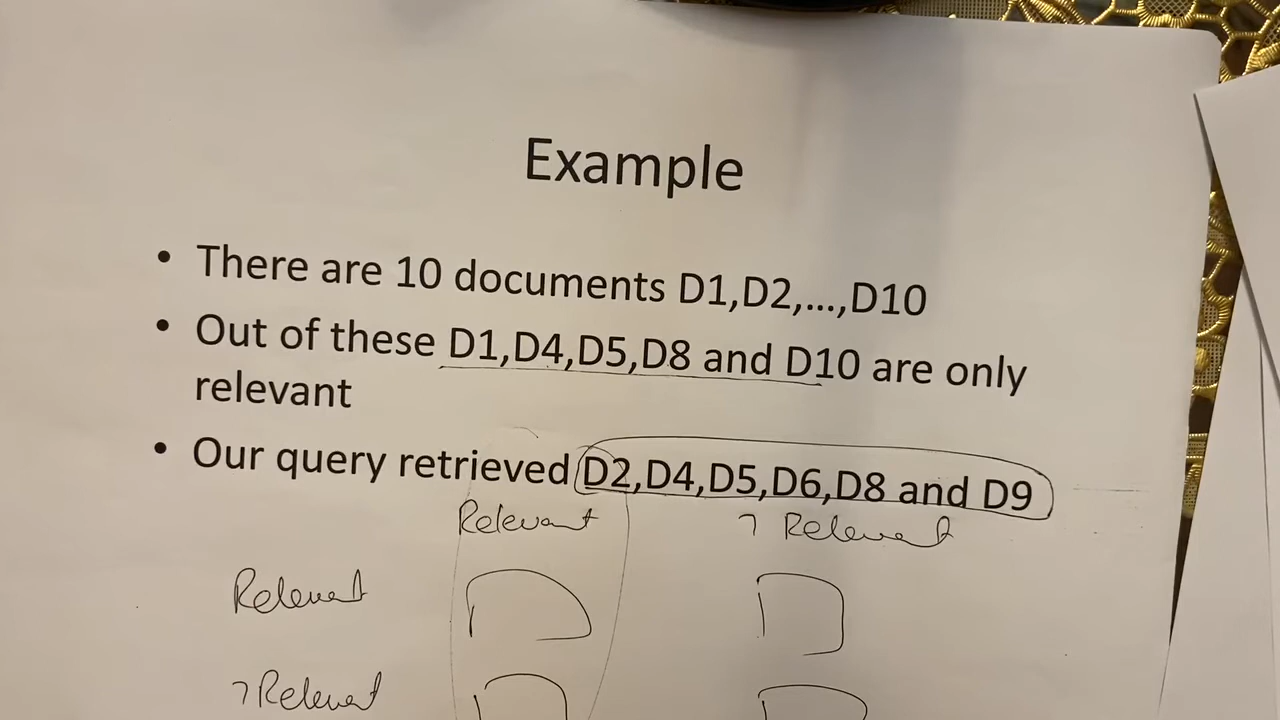 Example
• There are 10 documents D1,D2,...,D10
• Out of these D1,D4,D5,D8 and D10 are only
relevant
• Our query retrieved D2,D4,D5,D6,D8 and D9
Relevant ¬ Relevant
Relevant
¬ Relevant